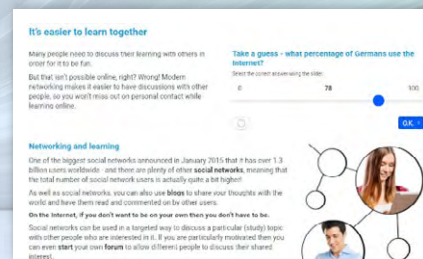 It's easier to learn together
Many people need to discuss their learning with others in
order for it to be fun.
But that isn't possible online, right? Wrong! Modern
networking makes it easier to have discussions with other
people, so you won't miss out on personal contact while
learning online.
Take a guess - what percentage of Germans use the
Internet?
Select the correct answer using the slider.
0 78 100
O.K.
Networking and learning
One of the biggest social networks announced in January 2015 that it has over 1.3
billion users worldwide - and there are plenty of other social networks, meaning that
the total number of social network users is actually quite a bit higher!
As well as social networks, you can also use blogs to share your thoughts with the
world and have them read and commented on by other users.
On the Internet, if you don't want to be on your own then you don't have to be.
Social networks can be used in a targeted way to discuss a particular (study) topic
with other people who are interested in it. If you are particularly motivated then you
can even start your own forum to allow different people to discuss their shared
interest.